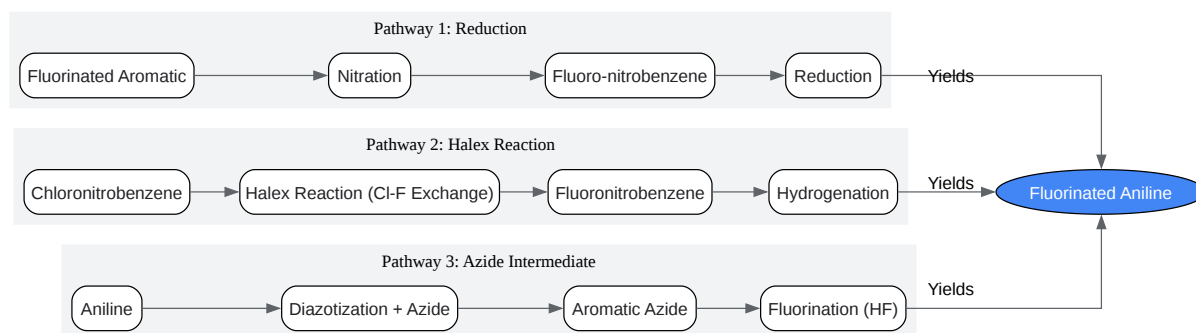 Pathway 1: Reduction
Fluorinated Aromatic
Nitration
Fluoro-nitrobenzene
Reduction
Yields
Pathway 2: Halex Reaction
Chloronitrobenzene
Halex Reaction (Cl-F Exchange)
Fluoronitrobenzene
Hydrogenation
Yields
Fluorinated Aniline
Pathway 3: Azide Intermediate
Aniline
Diazotization + Azide
Aromatic Azide
Fluorination (HF)
Yields